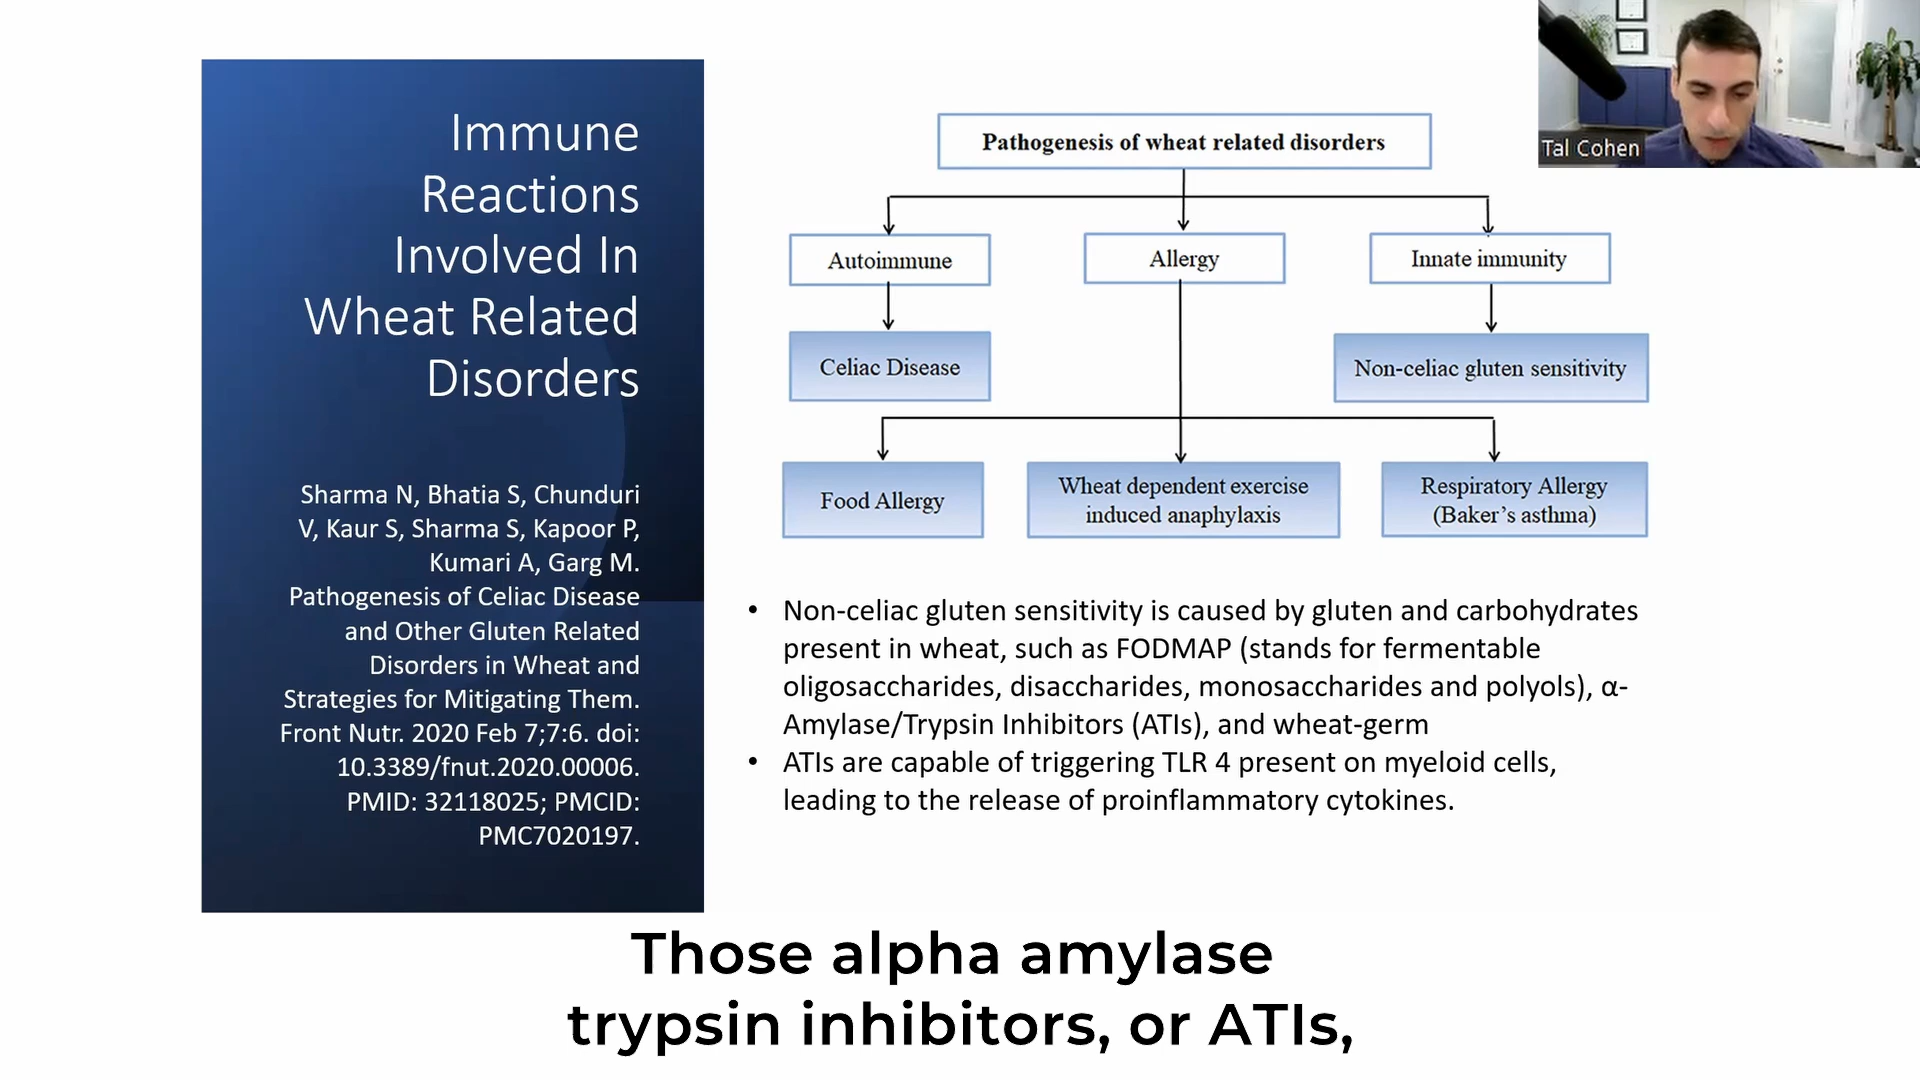 Immune
Reactions
Involved In
Wheat Related
Disorders
Sharma N, Bhatia S, Chunduri
V, Kaur S, Sharma S, Kapoor P,
Kumari A, Garg M.
Pathogenesis of Celiac Disease
and Other Gluten Related
Disorders in Wheat and
Strategies for Mitigating Them.
Front Nutr. 2020 Feb 7;7:6. doi:
10.3389/fnut.2020.00006.
PMID: 32118025; PMCID:
PMC7020197.
Pathogenesis of wheat related disorders
Autoimmune
Allergy
Innate immunity
Celiac Disease
Non-celiac gluten sensitivity
Food Allergy
Wheat dependent exercise
induced anaphylaxis
Respiratory Allergy
(Baker's asthma)
• Non-celiac gluten sensitivity is caused by gluten and carbohydrates
present in wheat, such as FODMAP (stands for fermentable
oligosaccharides, disaccharides, monosaccharides and polyols), α-
Amylase/Trypsin Inhibitors (ATIs), and wheat-germ
• ATIs are capable of triggering TLR 4 present on myeloid cells,
leading to the release of proinflammatory cytokines.
Tal Cohen
Those alpha amylase
trypsin inhibitors, or ATIs,